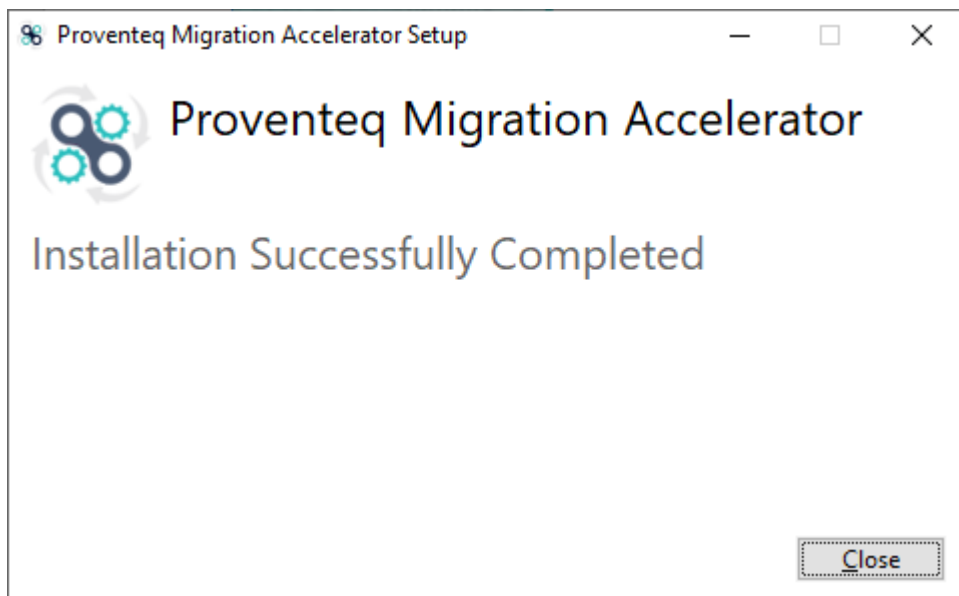 Proventeq Migration Accelerator Setup
Proventeq Migration Accelerator
Installation Successfully Completed
Close